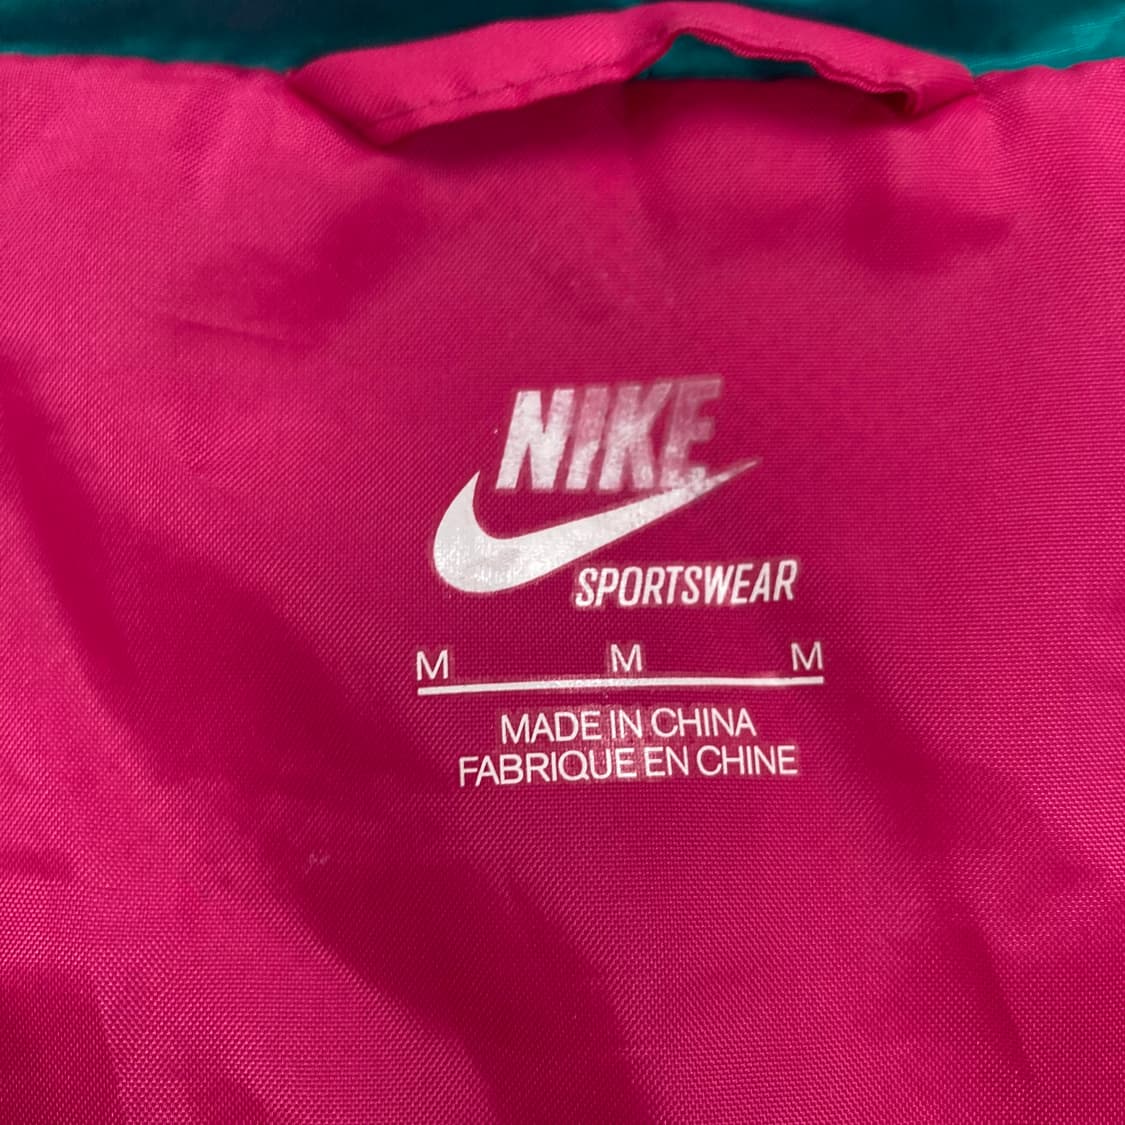 NIKE
SPORTSWEAR
M M M
MADE IN CHINA
FABRIQUE EN CHINE